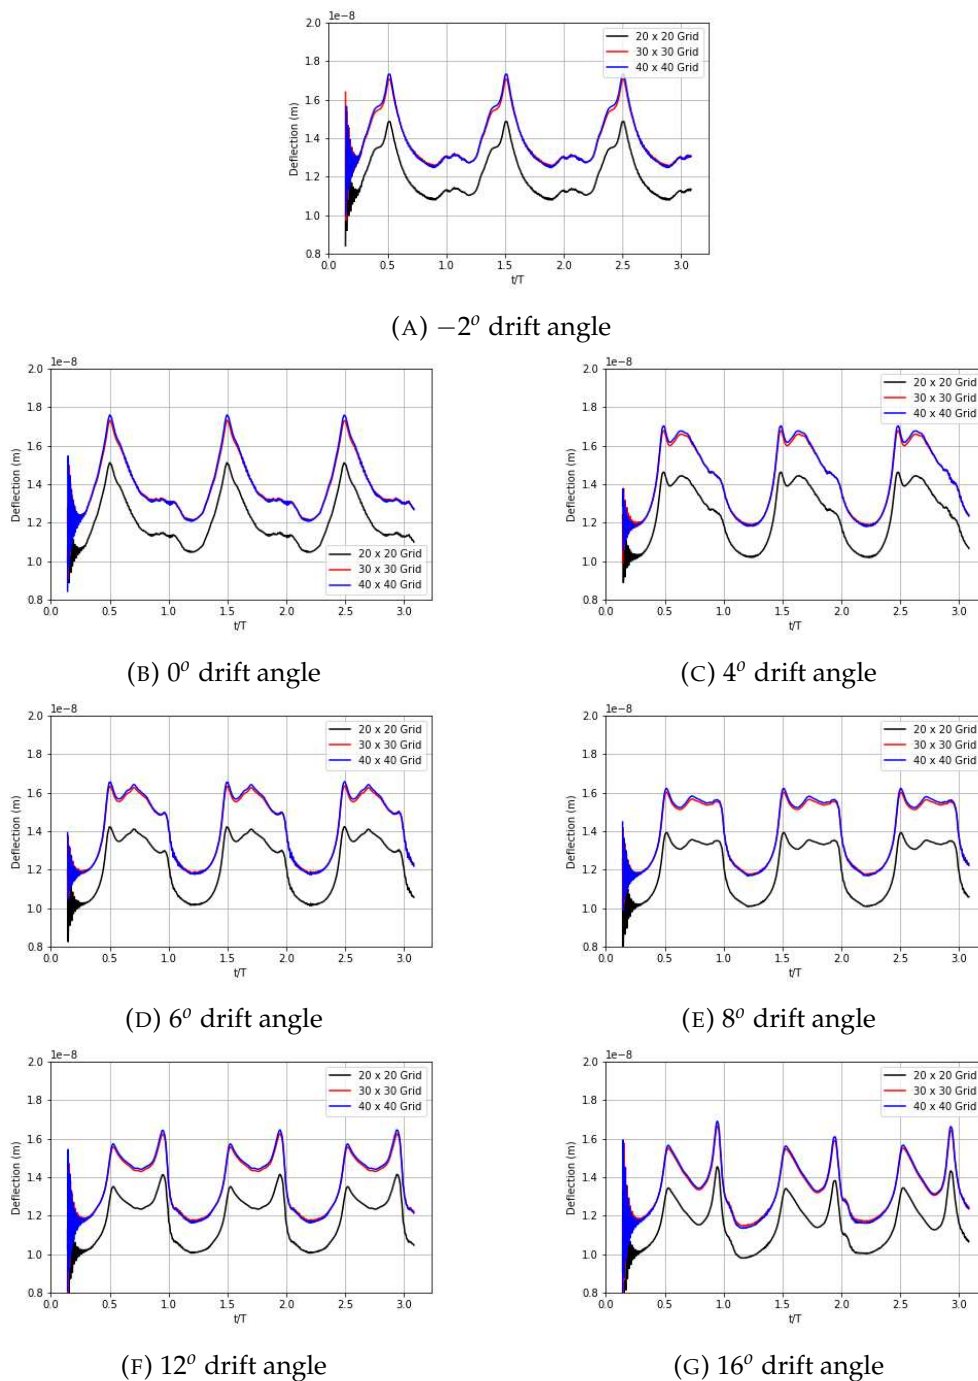 1e−8
2.0
1.8
1.6
1.4
1.2
1.0
0.8
Deflection (m)
20 x 20 Grid
30 x 30 Grid
40 x 40 Grid
0.0 0.5 1.0 1.5 2.0 2.5 3.0
t/T
(A) −2° drift angle
1e−8
2.0
1.8
1.6
1.4
1.2
1.0
0.8
Deflection (m)
20 x 20 Grid
30 x 30 Grid
40 x 40 Grid
0.0 0.5 1.0 1.5 2.0 2.5 3.0
t/T
(B) 0° drift angle
1e−8
2.0
1.8
1.6
1.4
1.2
1.0
0.8
Deflection (m)
20 x 20 Grid
30 x 30 Grid
40 x 40 Grid
0.0 0.5 1.0 1.5 2.0 2.5 3.0
t/T
(C) 4° drift angle
1e−8
2.0
1.8
1.6
1.4
1.2
1.0
0.8
Deflection (m)
20 x 20 Grid
30 x 30 Grid
40 x 40 Grid
0.0 0.5 1.0 1.5 2.0 2.5 3.0
t/T
(D) 6° drift angle
1e−8
2.0
1.8
1.6
1.4
1.2
1.0
0.8
Deflection (m)
20 x 20 Grid
30 x 30 Grid
40 x 40 Grid
0.0 0.5 1.0 1.5 2.0 2.5 3.0
t/T
(E) 8° drift angle
1e−8
2.0
1.8
1.6
1.4
1.2
1.0
0.8
Deflection (m)
20 x 20 Grid
30 x 30 Grid
40 x 40 Grid
0.0 0.5 1.0 1.5 2.0 2.5 3.0
t/T
(F) 12° drift angle
1e−8
2.0
1.8
1.6
1.4
1.2
1.0
0.8
Deflection (m)
20 x 20 Grid
30 x 30 Grid
40 x 40 Grid
0.0 0.5 1.0 1.5 2.0 2.5 3.0
t/T
(G) 16° drift angle